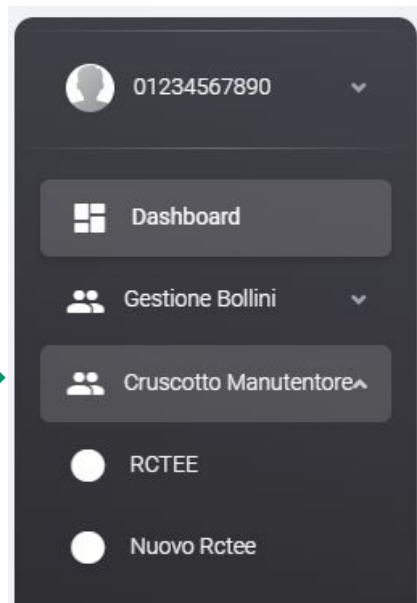 01234567890
Dashboard
Gestione Bollini
Cruscotto Manutentore
RCTEE
Nuovo Rctee